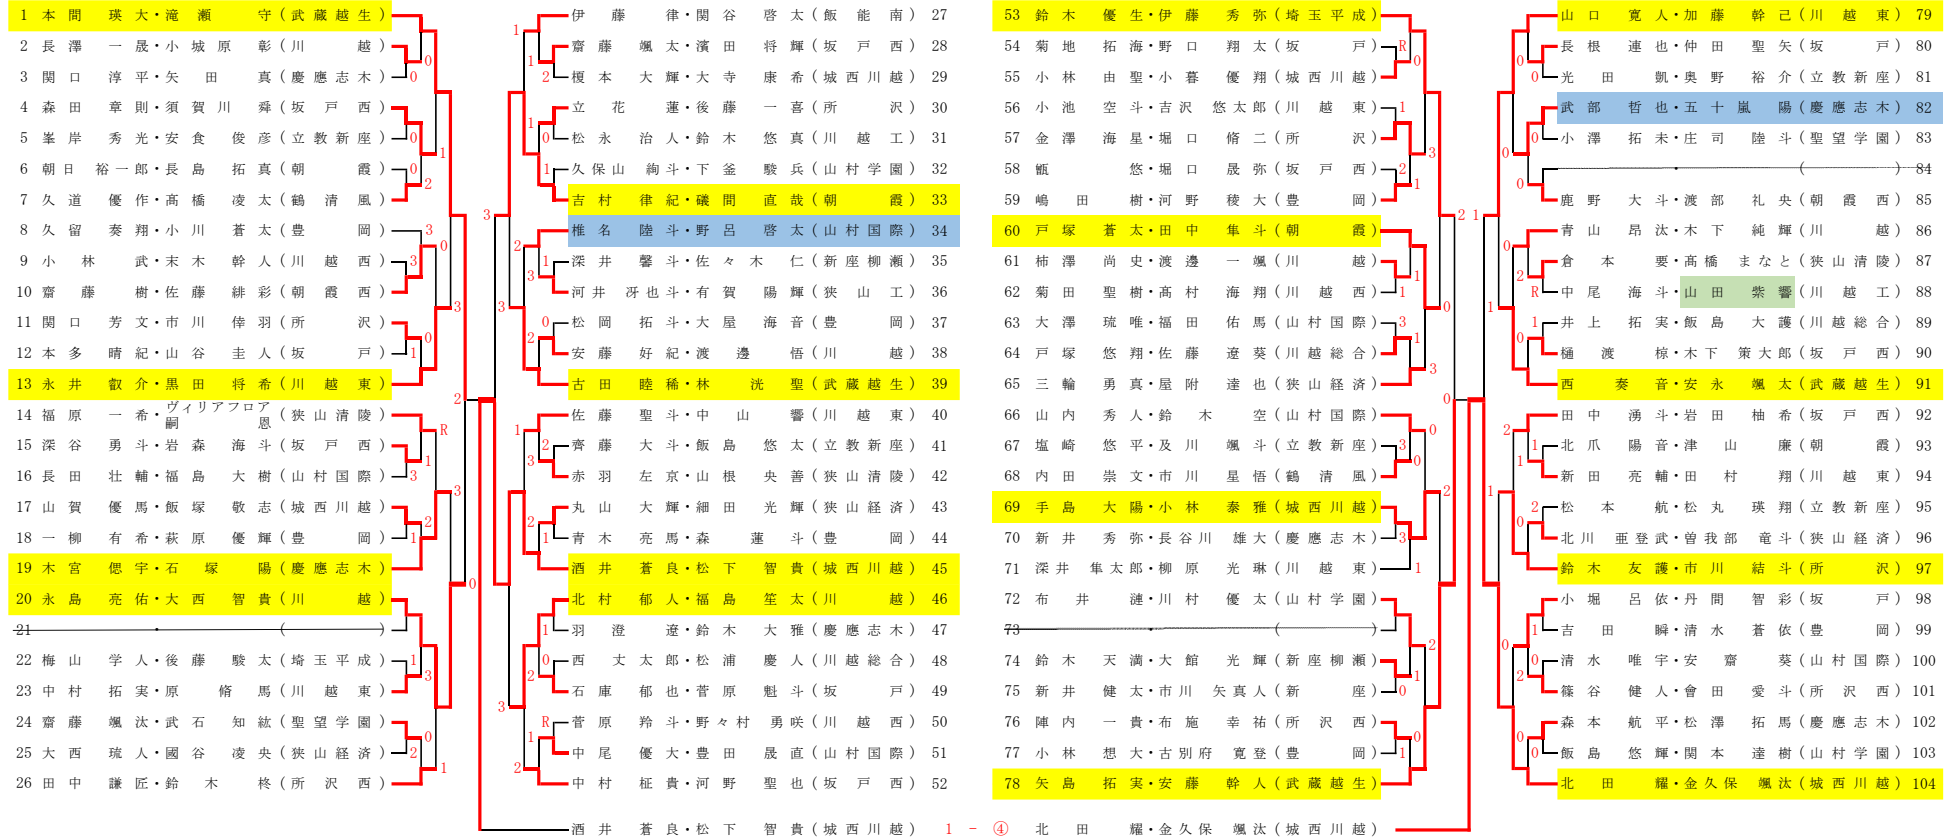 1 本間 瑛大・滝瀬 守(武蔵越生)
2 長澤 一晟・小城原 彰(川越)
3 関口 淳平・矢田 真(慶應志木)
4 森田 章則・須賀川 舜(坂戸西)
5 峯岸 秀光・安食 俊彦(立教新座)
6 朝日 裕一郎・長島 拓真(朝霞)
7 久道 優作・髙橋 凌太(鶴清風)
8 久留 奏翔・小川 蒼太(豊岡)
9 小林 武・末木 幹人(川越西)
10 齋藤 樹・佐藤 緋彩(朝霞西)
11 関口 芳文・市川 倖羽(所沢)
12 本多 晴紀・山谷 圭人(坂戸)
13 永井 叡介・黒田 将希(川越東)
14 福原 一希・ヴィリアフロア 嗣恩(狭山清陵)
15 深谷 勇斗・岩森 海斗(坂戸西)
16 長田 壮輔・福島 大樹(山村国際)
17 山賀 優馬・飯塚 敬志(城西川越)
18 一柳 有希・萩原 優輝(豊岡)
19 木宮 偲宇・石塚 陽(慶應志木)
20 永島 亮佑・大西 智貴(川越)
21 ・ ( )
22 梅山 学人・後藤 駿太(埼玉平成)
23 中村 拓実・原 脩馬(川越東)
24 齋藤 颯汰・武石 知紘(聖望学園)
25 大西 琉人・國谷 凌央(狭山経済)
26 田中 謙匠・鈴木 柊(所沢西)
伊藤 律・関谷 啓太(飯能南) 27
齋藤 颯太・濱田 将輝(坂戸西) 28
榎本 大輝・大寺 康希(城西川越) 29
立花 蓮・後藤 一喜(所沢) 30
松永 治人・鈴木 悠真(川越工) 31
久保山 絢斗・下釜 駿兵(山村学園) 32
吉村 律紀・礒間 直哉(朝霞) 33
椎名 陸斗・野呂 啓太(山村国際) 34
深井 馨斗・佐々木 仁(新座柳瀬) 35
河井 冴也斗・有賀 陽輝(狭山工) 36
松岡 拓斗・大屋 海音(豊岡) 37
安藤 好紀・渡邊 悟(川越) 38
古田 睦稀・林 洸聖(武蔵越生) 39
佐藤 聖斗・中山 響(川越東) 40
齊藤 大斗・飯島 悠太(立教新座) 41
赤羽 左京・山根 央善(狭山清陵) 42
丸山 大輝・細田 光輝(狭山経済) 43
青木 亮馬・森 蓮斗(豊岡) 44
酒井 蒼良・松下 智貴(城西川越) 45
北村 郁人・福島 笙太(川越) 46
羽澄 遼・鈴木 大雅(慶應志木) 47
西 丈太郎・松浦 慶人(川越総合) 48
石庫 郁也・菅原 魁斗(坂戸) 49
菅原 羚斗・野々村 勇咲(川越西) 50
中尾 優大・豊田 晟直(山村国際) 51
中村 柾貴・河野 聖也(坂戸西) 52
53 鈴木 優生・伊藤 秀弥(埼玉平成)
54 菊地 拓海・野口 翔太(坂戸)
55 小林 由聖・小暮 優翔(城西川越)
56 小池 空斗・吉沢 悠太郎(川越東)
57 金澤 海星・堀口 脩二(所沢)
58 甑 悠・堀口 晟弥(坂戸西)
59 嶋田 樹・河野 稜大(豊岡)
60 戸塚 蒼太・田中 隼斗(朝霞)
61 柿澤 尚史・渡邊 一颯(川越)
62 菊田 聖樹・髙村 海翔(川越西)
63 大澤 琉唯・福田 佑馬(山村国際)
64 戸塚 悠翔・佐藤 遼葵(川越総合)
65 三輪 勇真・屋附 達也(狭山経済)
66 山内 秀人・鈴木 空(山村国際)
67 塩崎 悠平・及川 颯斗(立教新座)
68 内田 崇文・市川 星悟(鶴清風)
69 手島 大陽・小林 泰雅(城西川越)
70 新井 秀弥・長谷川 雄大(慶應志木)
71 深井 隼太郎・柳原 光琳(川越東)
72 布井 漣・川村 優太(山村学園)
73 ・ ( )
74 鈴木 天満・大館 光輝(新座柳瀬)
75 新井 健太・市川 矢真人(新座)
76 陣内 一貴・布施 幸祐(所沢西)
77 小林 想大・古別府 寛登(豊岡)
78 矢島 拓実・安藤 幹人(武蔵越生)
山口 寛人・加藤 幹己(川越東) 79
長根 連也・仲田 聖矢(坂戸) 80
光田 凱・奥野 裕介(立教新座) 81
武部 哲也・五十嵐 陽(慶應志木) 82
小澤 拓未・庄司 陸斗(聖望学園) 83
・ ( ) 84
鹿野 大斗・渡部 礼央(朝霞西) 85
青山 昂汰・木下 純輝(川越) 86
倉本 要・髙橋 まなと(狭山清陵) 87
中尾 海斗・山田 紫響(川越工) 88
井上 拓実・飯島 大護(川越総合) 89
樋渡 椋・木下 策大郎(坂戸西) 90
西 奏音・安永 颯太(武蔵越生) 91
田中 湧斗・岩田 柚希(坂戸西) 92
北爪 陽音・津山 廉(朝霞) 93
新田 亮輔・田村 翔(川越東) 94
松本 航・松丸 瑛翔(立教新座) 95
北川 亜登武・曽我部 竜斗(狭山経済) 96
鈴木 友護・市川 結斗(所沢) 97
小堀 呂依・丹間 智彩(坂戸) 98
吉田 瞬・清水 蒼依(豊岡) 99
清水 唯宇・安齋 葵(山村国際) 100
篠谷 健人・會田 愛斗(所沢西) 101
森本 航平・松澤 拓馬(慶應志木) 102
飯島 悠輝・関本 達樹(山村学園) 103
北田 耀・金久保 颯汰(城西川越) 104
酒井 蒼良・松下 智貴(城西川越) 1 - ④ 北田 耀・金久保 颯汰(城西川越)